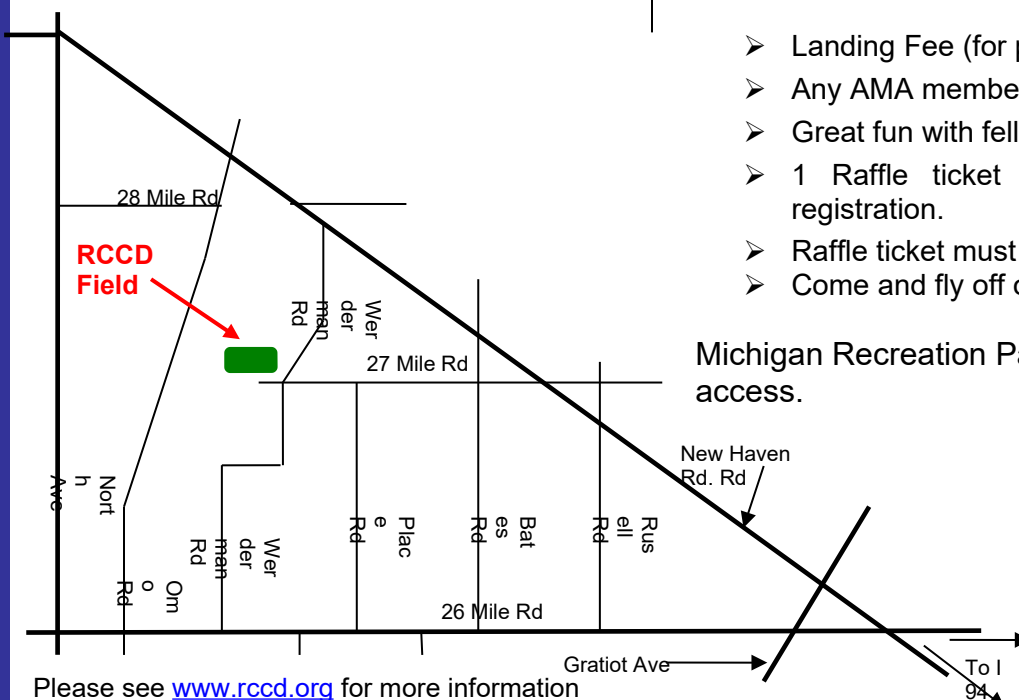 Landing Fee (for
Any AMA
Great fun with
1 Raffle ticket
registration.
Raffle ticket must
Come and fly off
Michigan Recreation
access.
28 Mile Rd
RCCD
Field
Wer
der
man
Rd
27 Mile Rd
New Haven
Rd. Rd
Nort
h
Ave
Om
o
Rd
Wer
der
man
Rd
Plac
e
Rd
Bat
es
Rd
Rus
ell
Rd
26 Mile Rd
Gratiot Ave
To I
94
Please see www.rccd.org for more information